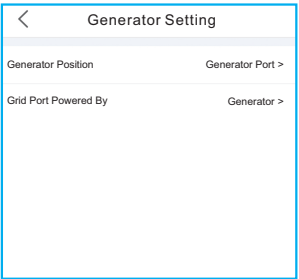 Generator Setting
Generator Position Generator Port >
Grid Port Powered By Generator >